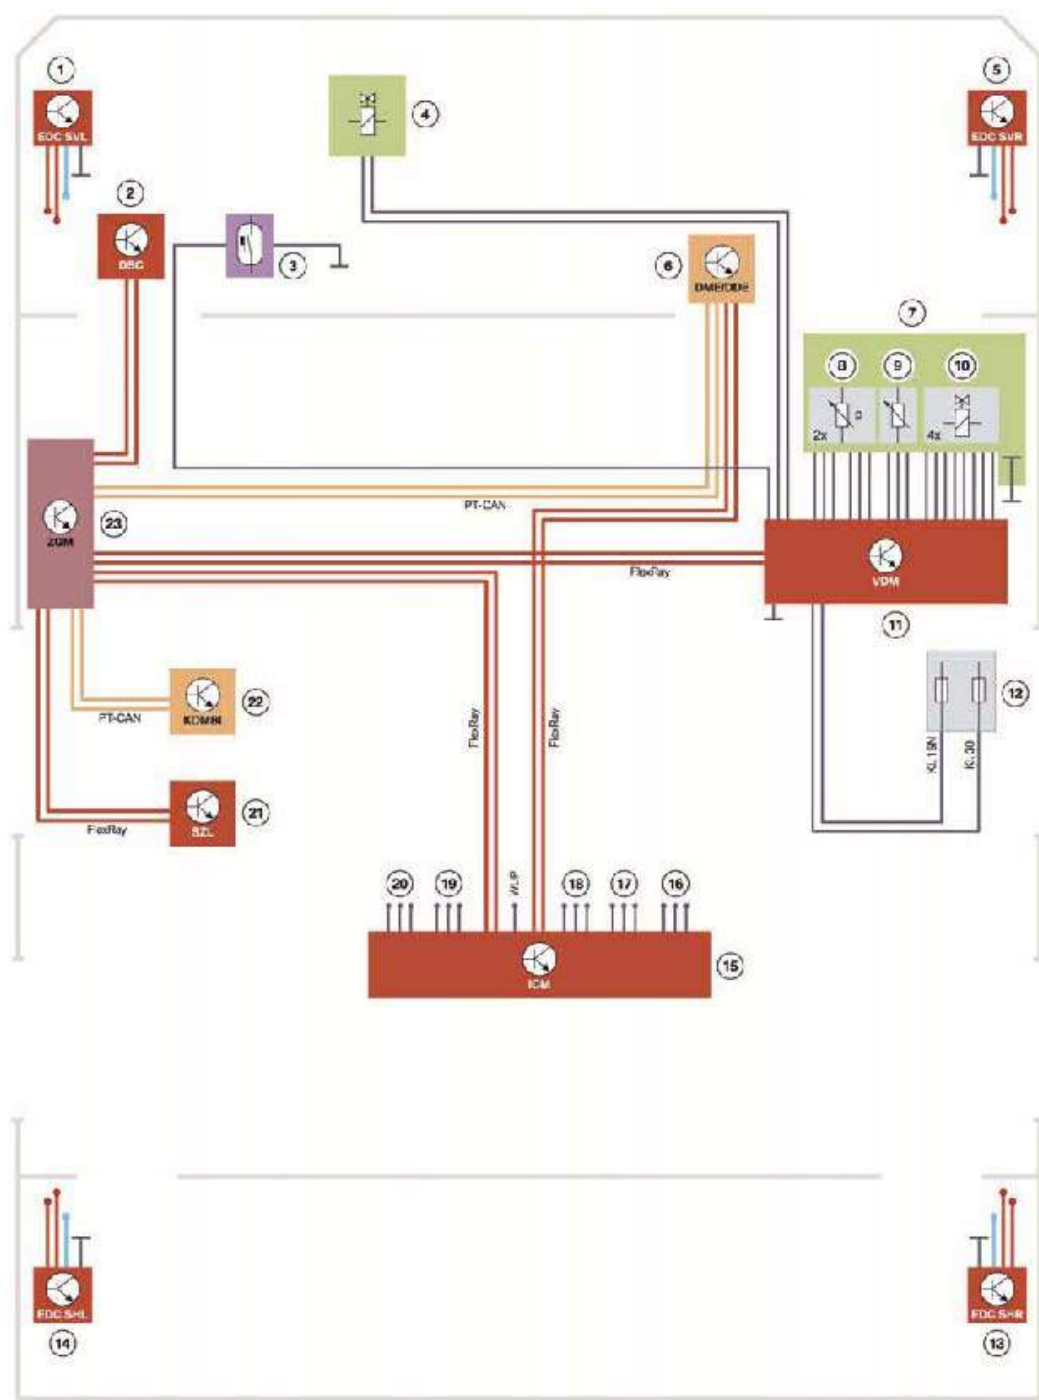 1
5
EDC SVL
4
EDC SVR
2
DSC
3
6
DME/DDE
7
8
9
10
p
2x
4x
PT-CAN
23
ZGM
FlexRay
VDM
11
22
KOMBI
PT-CAN
12
FlexRay
FlexRay
KL 15N
KL 30
21
SZL
FlexRay
20
19
WUP
18
17
16
15
ICM
EDC SHL
EDC SHR
14
13